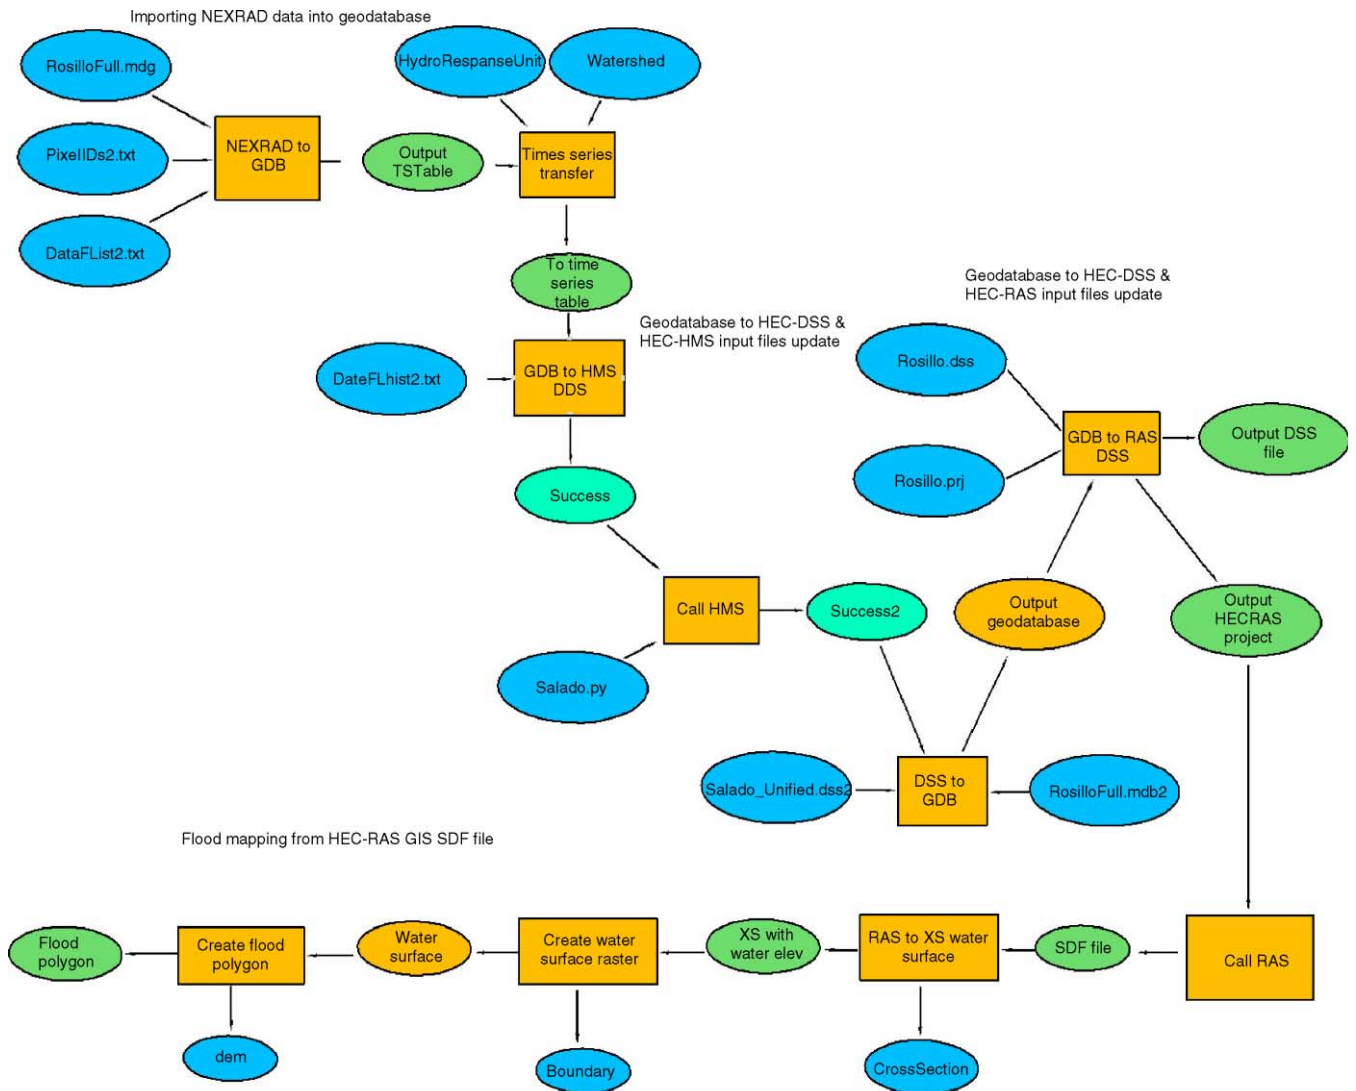 Importing NEXRAD data into geodatabase
RosilloFull.mdg
HydroRespanseUnit
Watershed
PixelIDs2.txt
NEXRAD to
GDB
Output
TSTable
Times series
transfer
DataFList2.txt
To time
series
table
Geodatabase to HEC-DSS &
HEC-RAS input files update
Geodatabase to HEC-DSS &
HEC-HMS input files update
DateFLhist2.txt
GDB to HMS
DDS
Rosillo.dss
GDB to RAS
DSS
Output DSS
file
Rosillo.prj
Success
Call HMS
Success2
Output
geodatabase
Output
HECRAS
project
Salado.py
Salado_Unified.dss2
DSS to
GDB
RosilloFull.mdb2
Flood mapping from HEC-RAS GIS SDF file
Flood
polygon
Create flood
polygon
Water
surface
Create water
surface raster
XS with
water elev
RAS to XS water
surface
SDF file
Call RAS
dem
Boundary
CrossSection